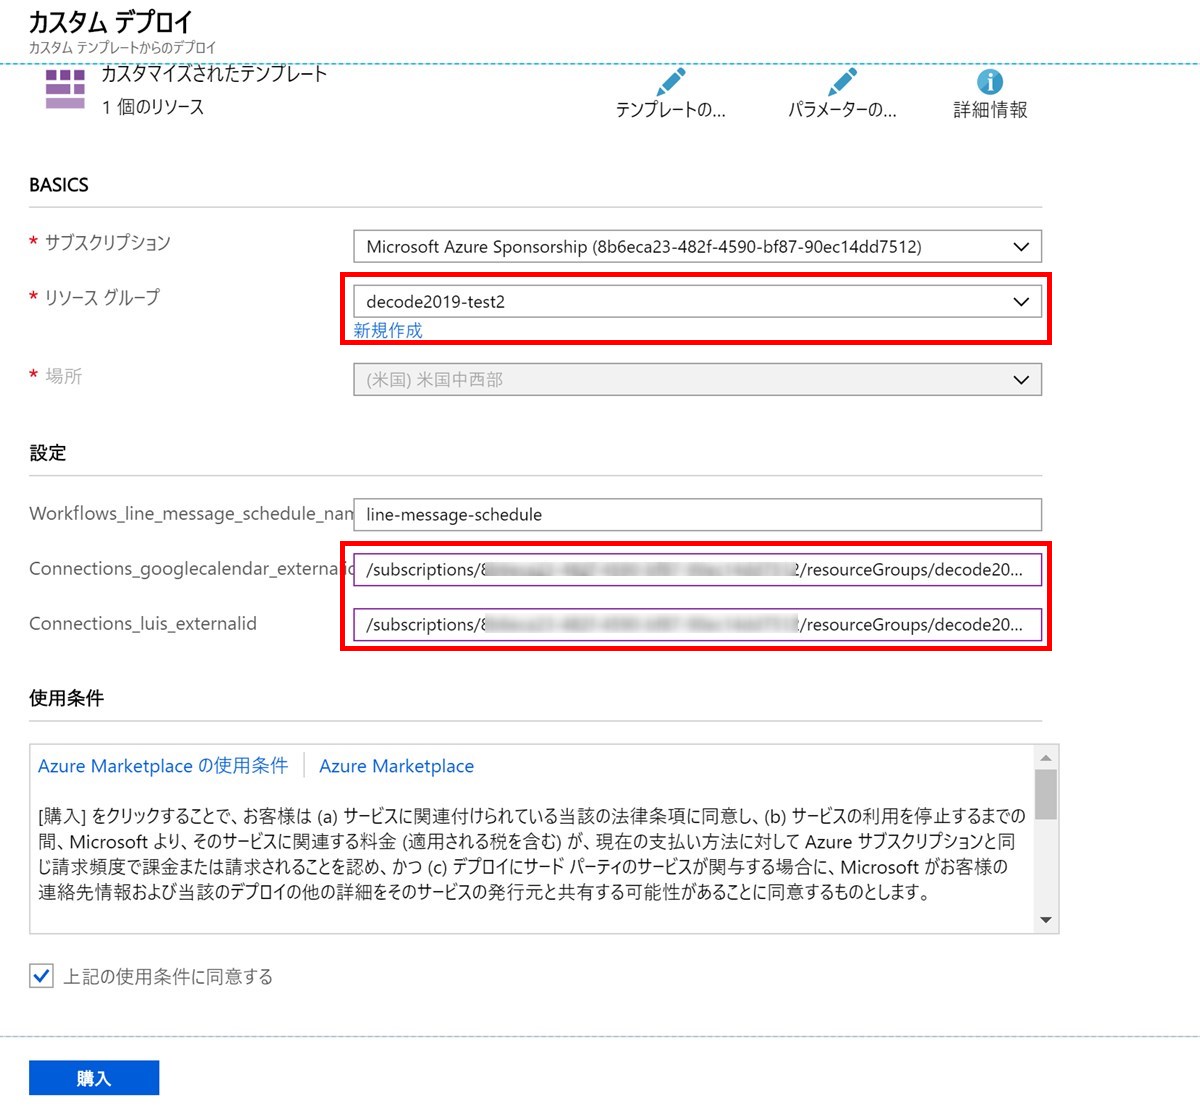 カスタム デプロイ
カスタム テンプレートからのデプロイ
カスタマイズされたテンプレート
1 個のリソース
テンプレートの...
パラメーターの...
詳細情報
BASICS
* サブスクリプション
Microsoft Azure Sponsorship (8b6eca23-482f-4590-bf87-90ec14dd7512)
* リソース グループ
decode2019-test2
新規作成
* 場所
(米国) 米国中西部
設定
Workflows_line_message_schedule_nam
line-message-schedule
Connections_googlecalendar_externalid
/subscriptions/8 2/resourceGroups/decode20...
Connections_luis_externalid
/subscriptions/8 /resourceGroups/decode20...
使用条件
Azure Marketplace の使用条件
Azure Marketplace
[購入] をクリックすることで、お客様は (a) サービスに関連付けられている当該の法律条項に同意し、(b) サービスの利用を停止するまでの
間、Microsoft より、そのサービスに関連する料金 (適用される税を含む) が、現在の支払い方法に対して Azure サブスクリプションと同
じ請求頻度で課金または請求されることを認め、かつ (c) デプロイにサード パーティのサービスが関与する場合に、Microsoft がお客様の
連絡先情報および当該のデプロイの他の詳細をそのサービスの発行元と共有する可能性があることに同意するものとします。
上記の使用条件に同意する
購入